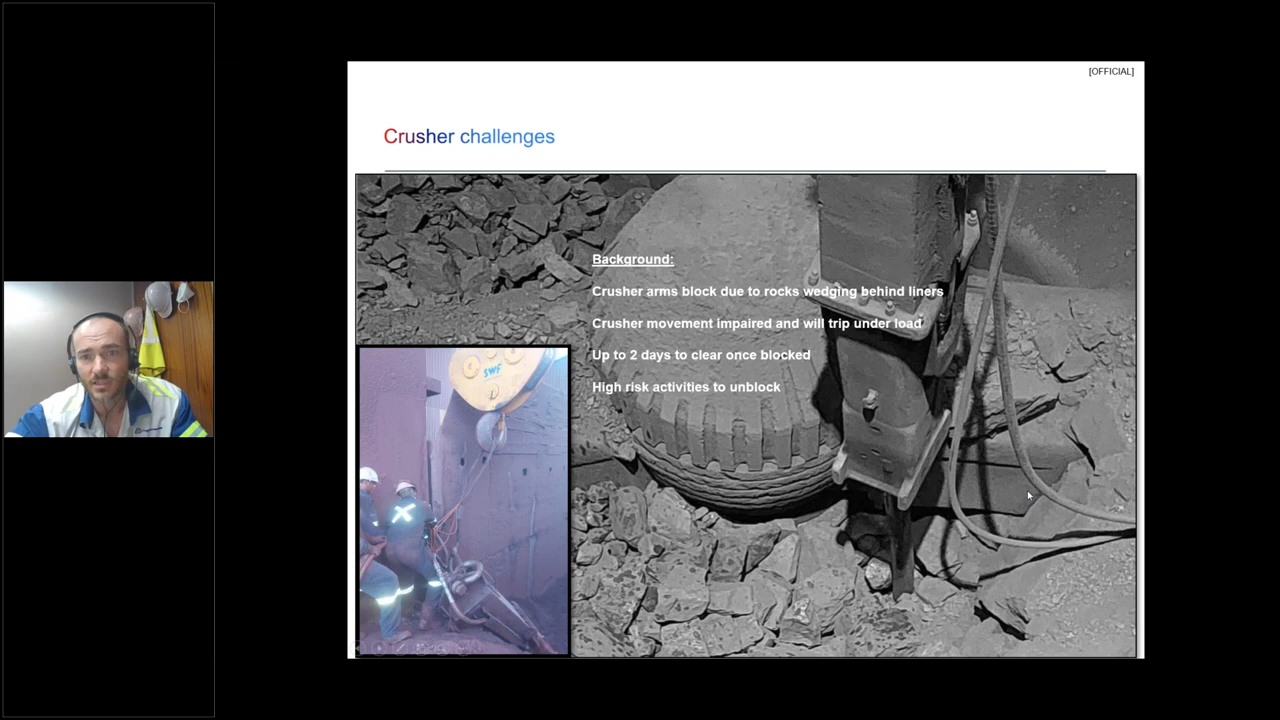 [OFFICIAL]
Crusher challenges
Background:
Crusher arms block due to rocks wedging behind liners
Crusher movement impaired and will trip under load
Up to 2 days to clear once blocked
High risk activities to unblock
SWF